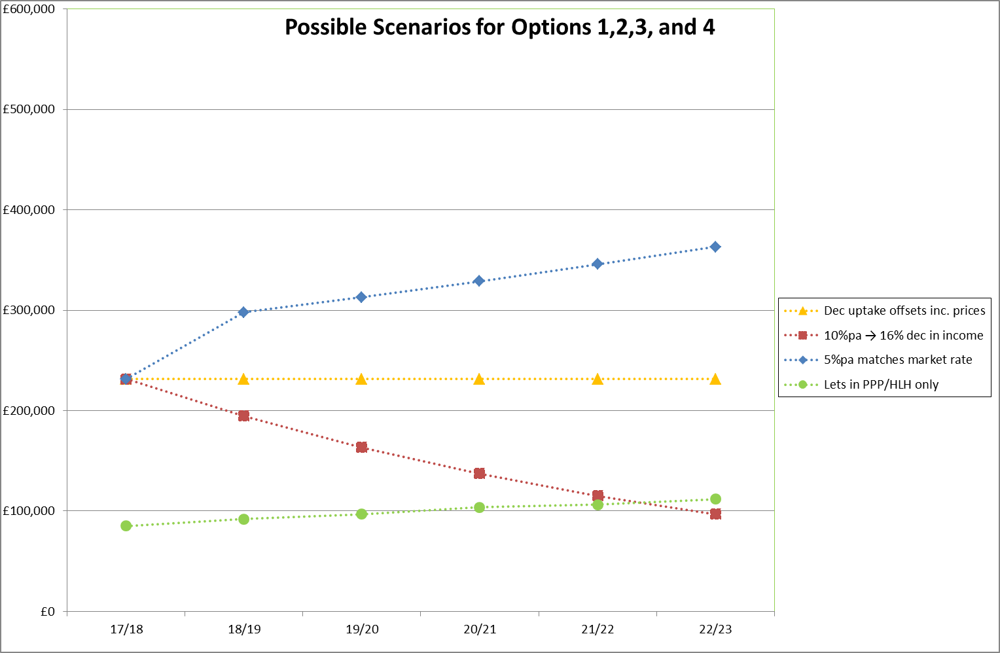 Possible Scenarios for Options 1,2,3, and 4
£600,000
£500,000
£400,000
£300,000
£200,000
£100,000
£0
17/18 18/19 19/20 20/21 21/22 22/23
Dec uptake offsets inc. prices
10%pa → 16% dec in income
5%pa matches market rate
Lets in PPP/HLH only